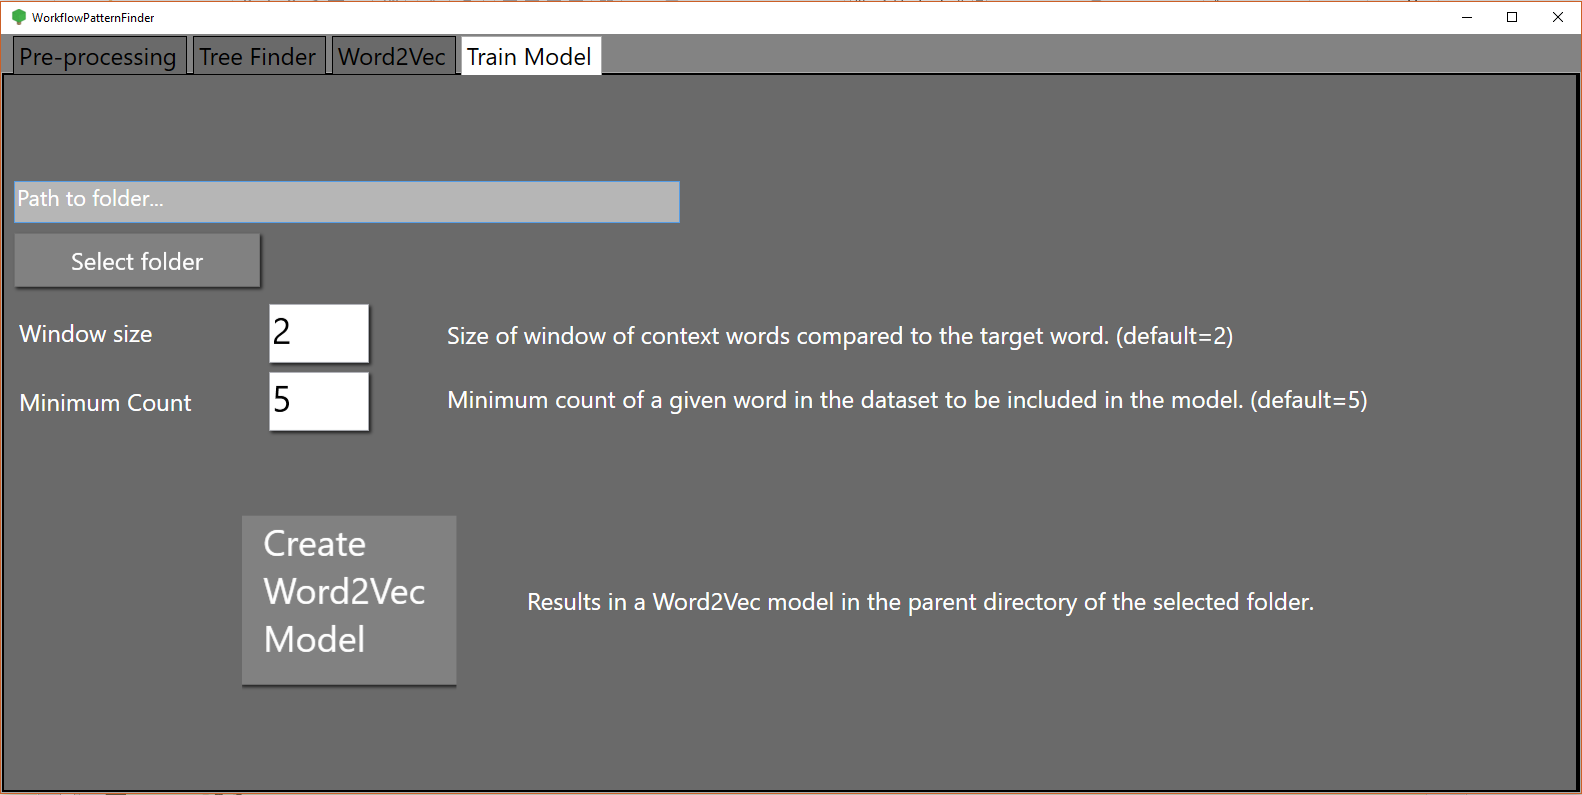 WorkflowPatternFinder
Pre-processing Tree Finder Word2Vec Train Model
Path to folder...
Select folder
Window size 2 Size of window of context words compared to the target word. (default=2)
Minimum Count 5 Minimum count of a given word in the dataset to be included in the model. (default=5)
Create
Word2Vec
Model
Results in a Word2Vec model in the parent directory of the selected folder.